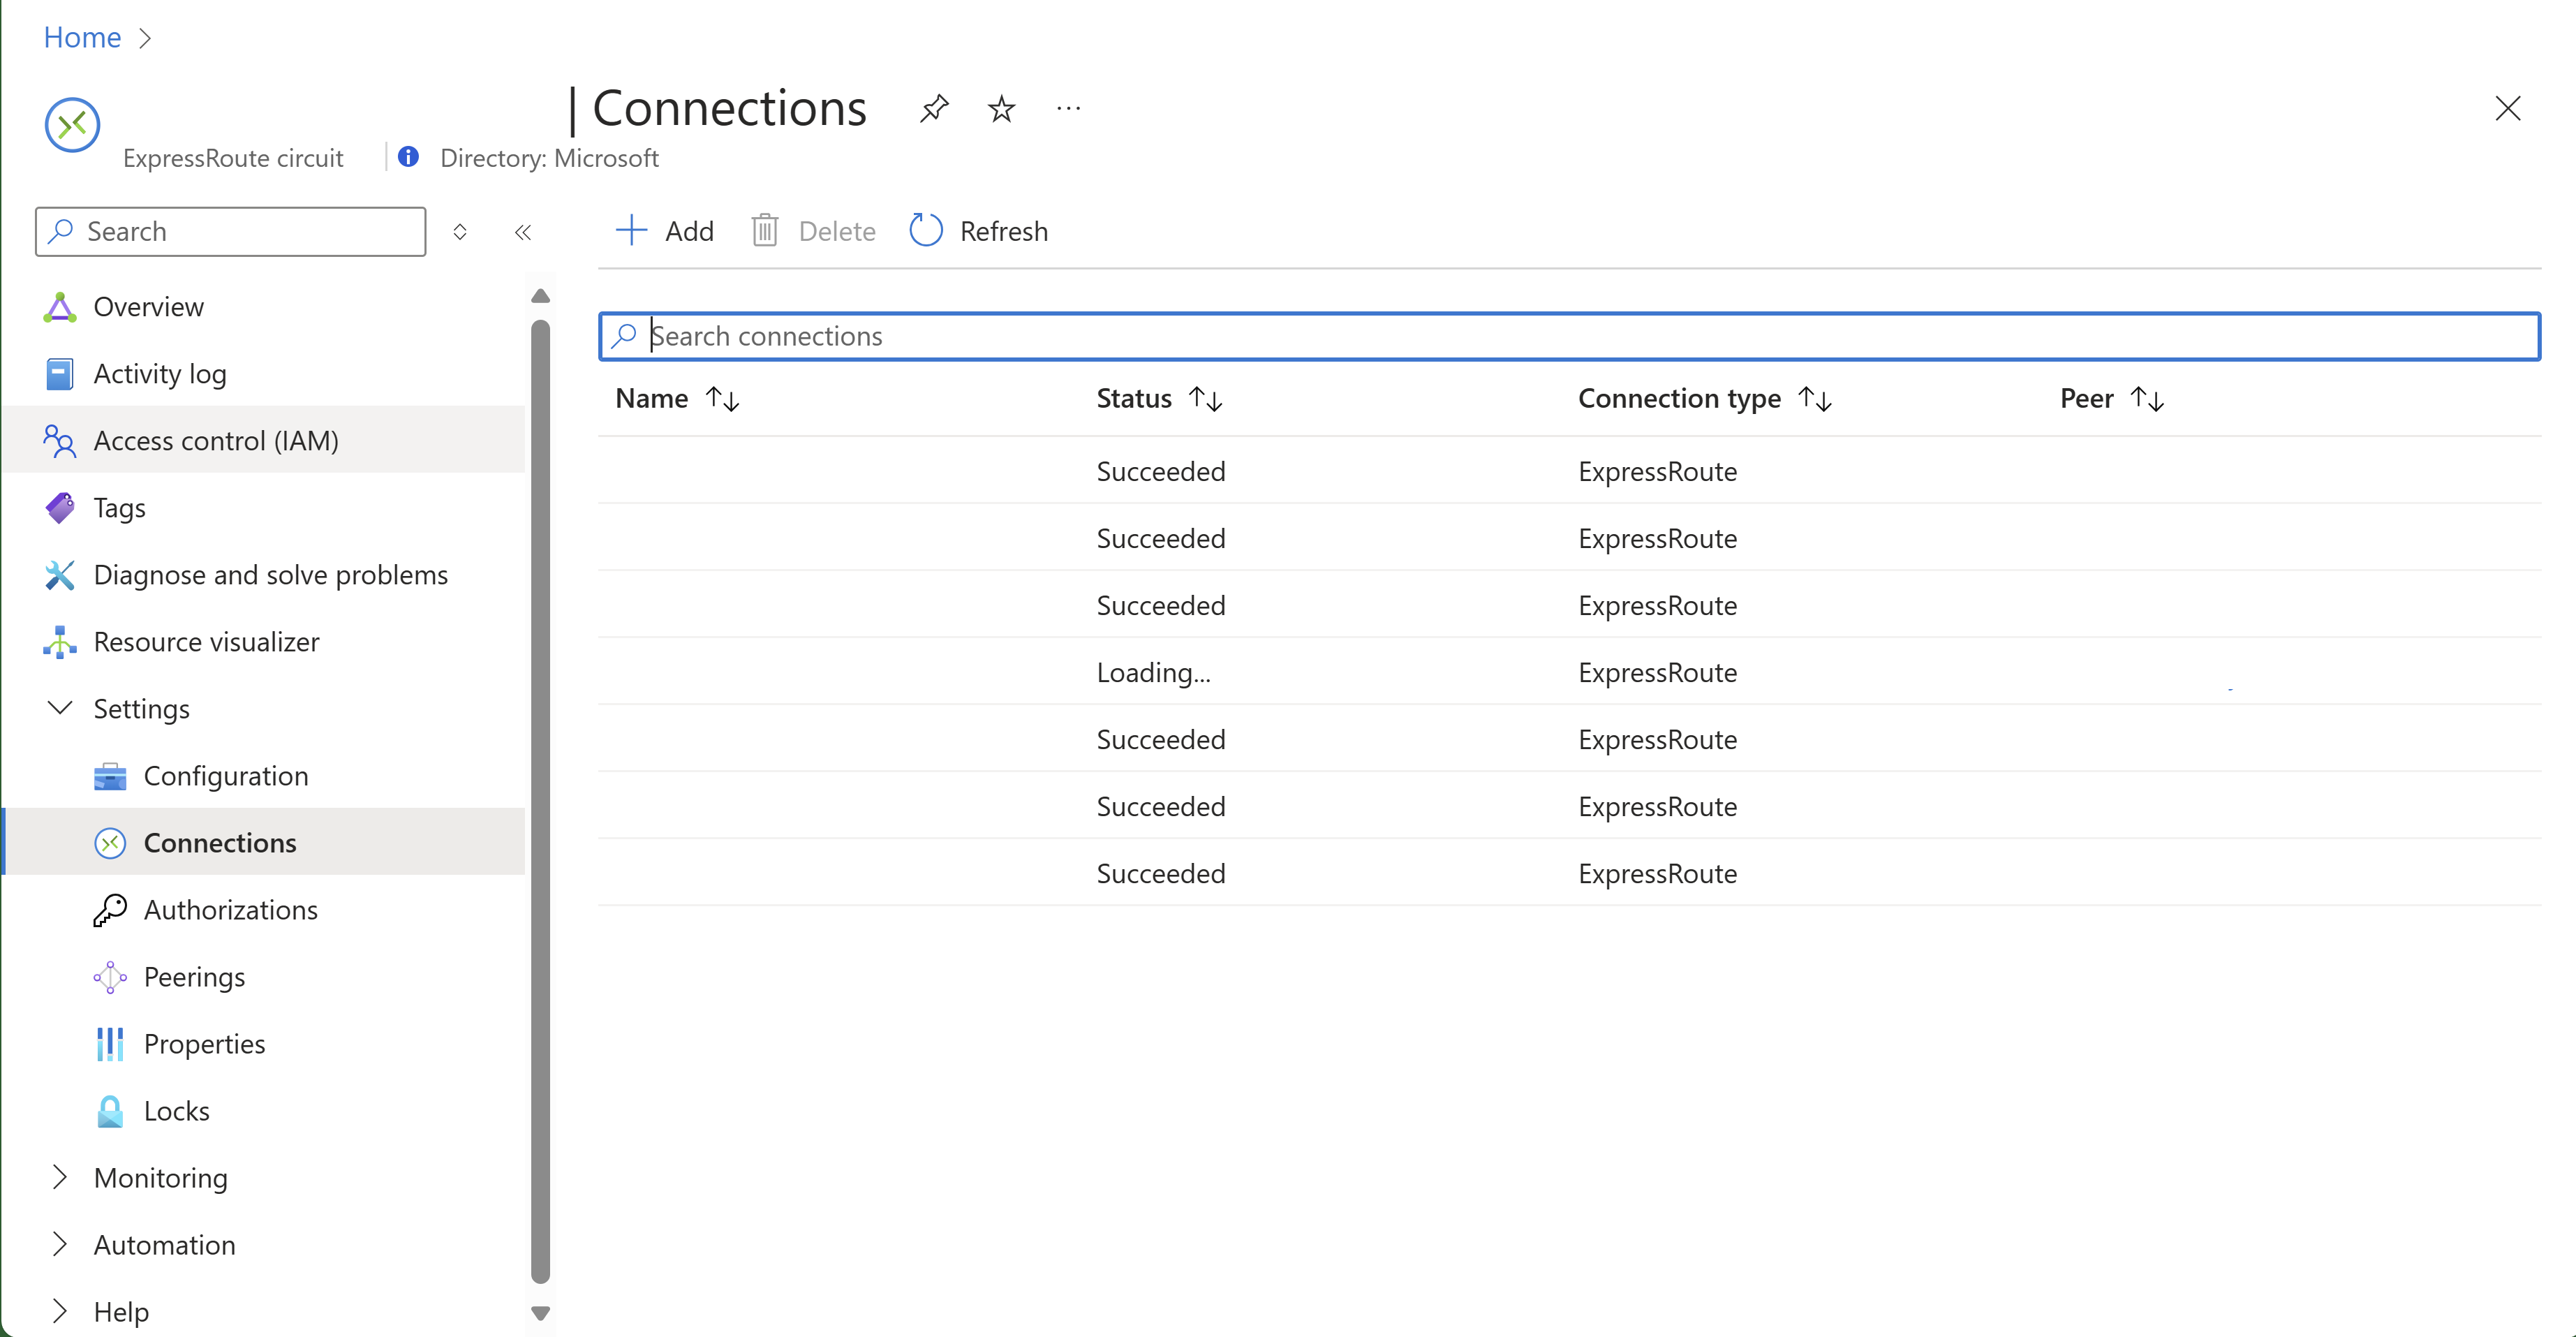 Home
| Connections
ExpressRoute circuit
Directory: Microsoft
Search
Add Delete Refresh
Overview
Activity log
Access control (IAM)
Tags
Diagnose and solve problems
Resource visualizer
Settings
Configuration
Connections
Authorizations
Peerings
Properties
Locks
Monitoring
Automation
Help
Search connections
Name Status Connection type Peer
Succeeded ExpressRoute
Succeeded ExpressRoute
Succeeded ExpressRoute
Loading... ExpressRoute
Succeeded ExpressRoute
Succeeded ExpressRoute
Succeeded ExpressRoute